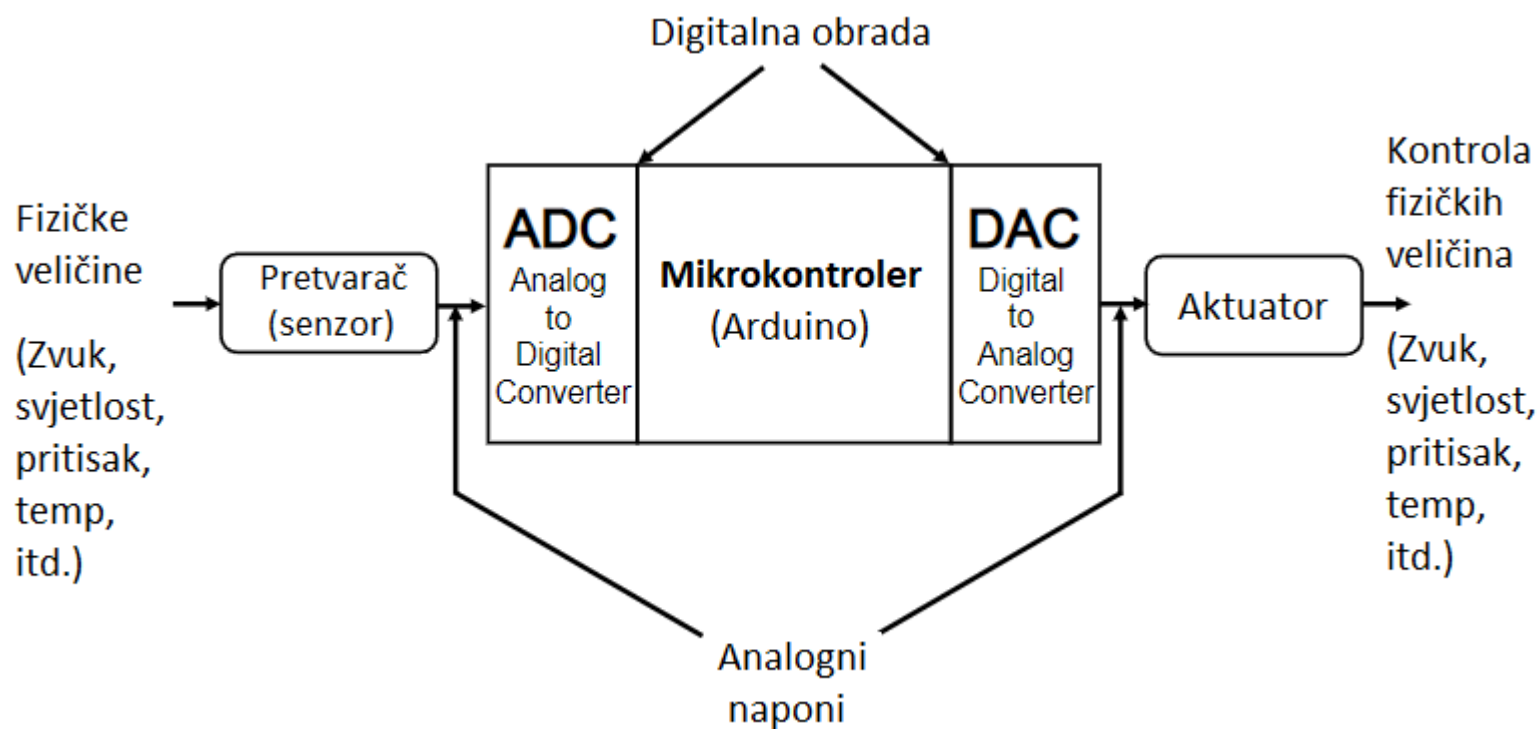 Digitalna obrada
Fizičke
veličine
(Zvuk,
svjetlost,
pritisak,
temp,
itd.)
Pretvarač
(senzor)
ADC
Analog
to
Digital
Converter
Mikrokontroler
(Arduino)
DAC
Digital
to
Analog
Converter
Aktuator
Kontrola
fizičkih
veličina
(Zvuk,
svjetlost,
pritisak,
temp,
itd.)
Analogni
naponi